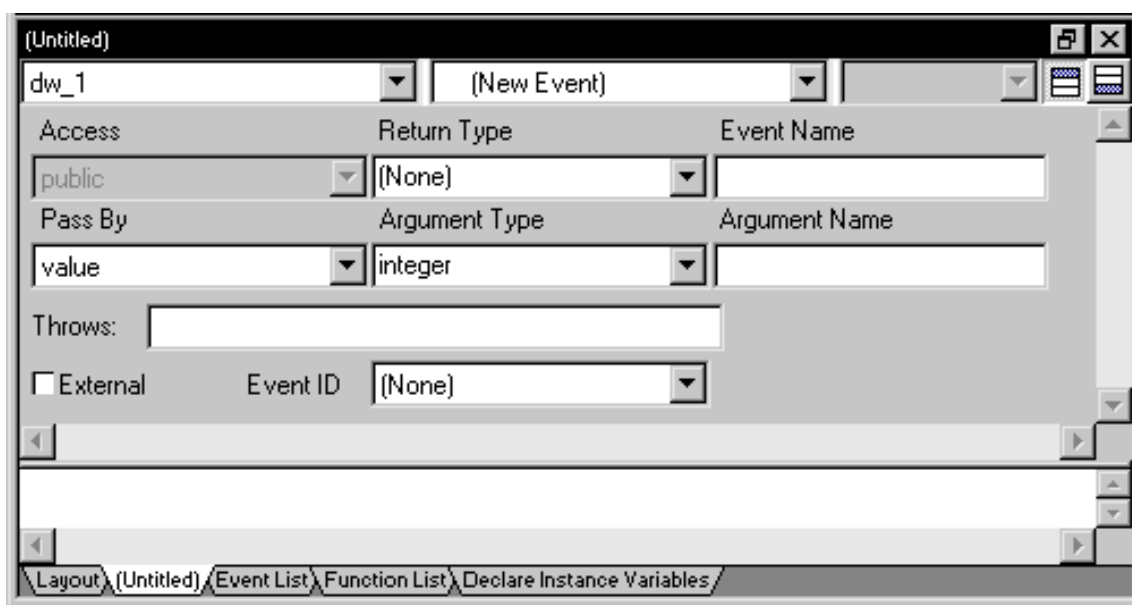 (Untitled)
dw_1 (New Event)
Access Return Type Event Name
public (None)
Pass By Argument Type Argument Name
value integer
Throws:
External Event ID (None)
Layout (Untitled) Event List Function List Declare Instance Variables